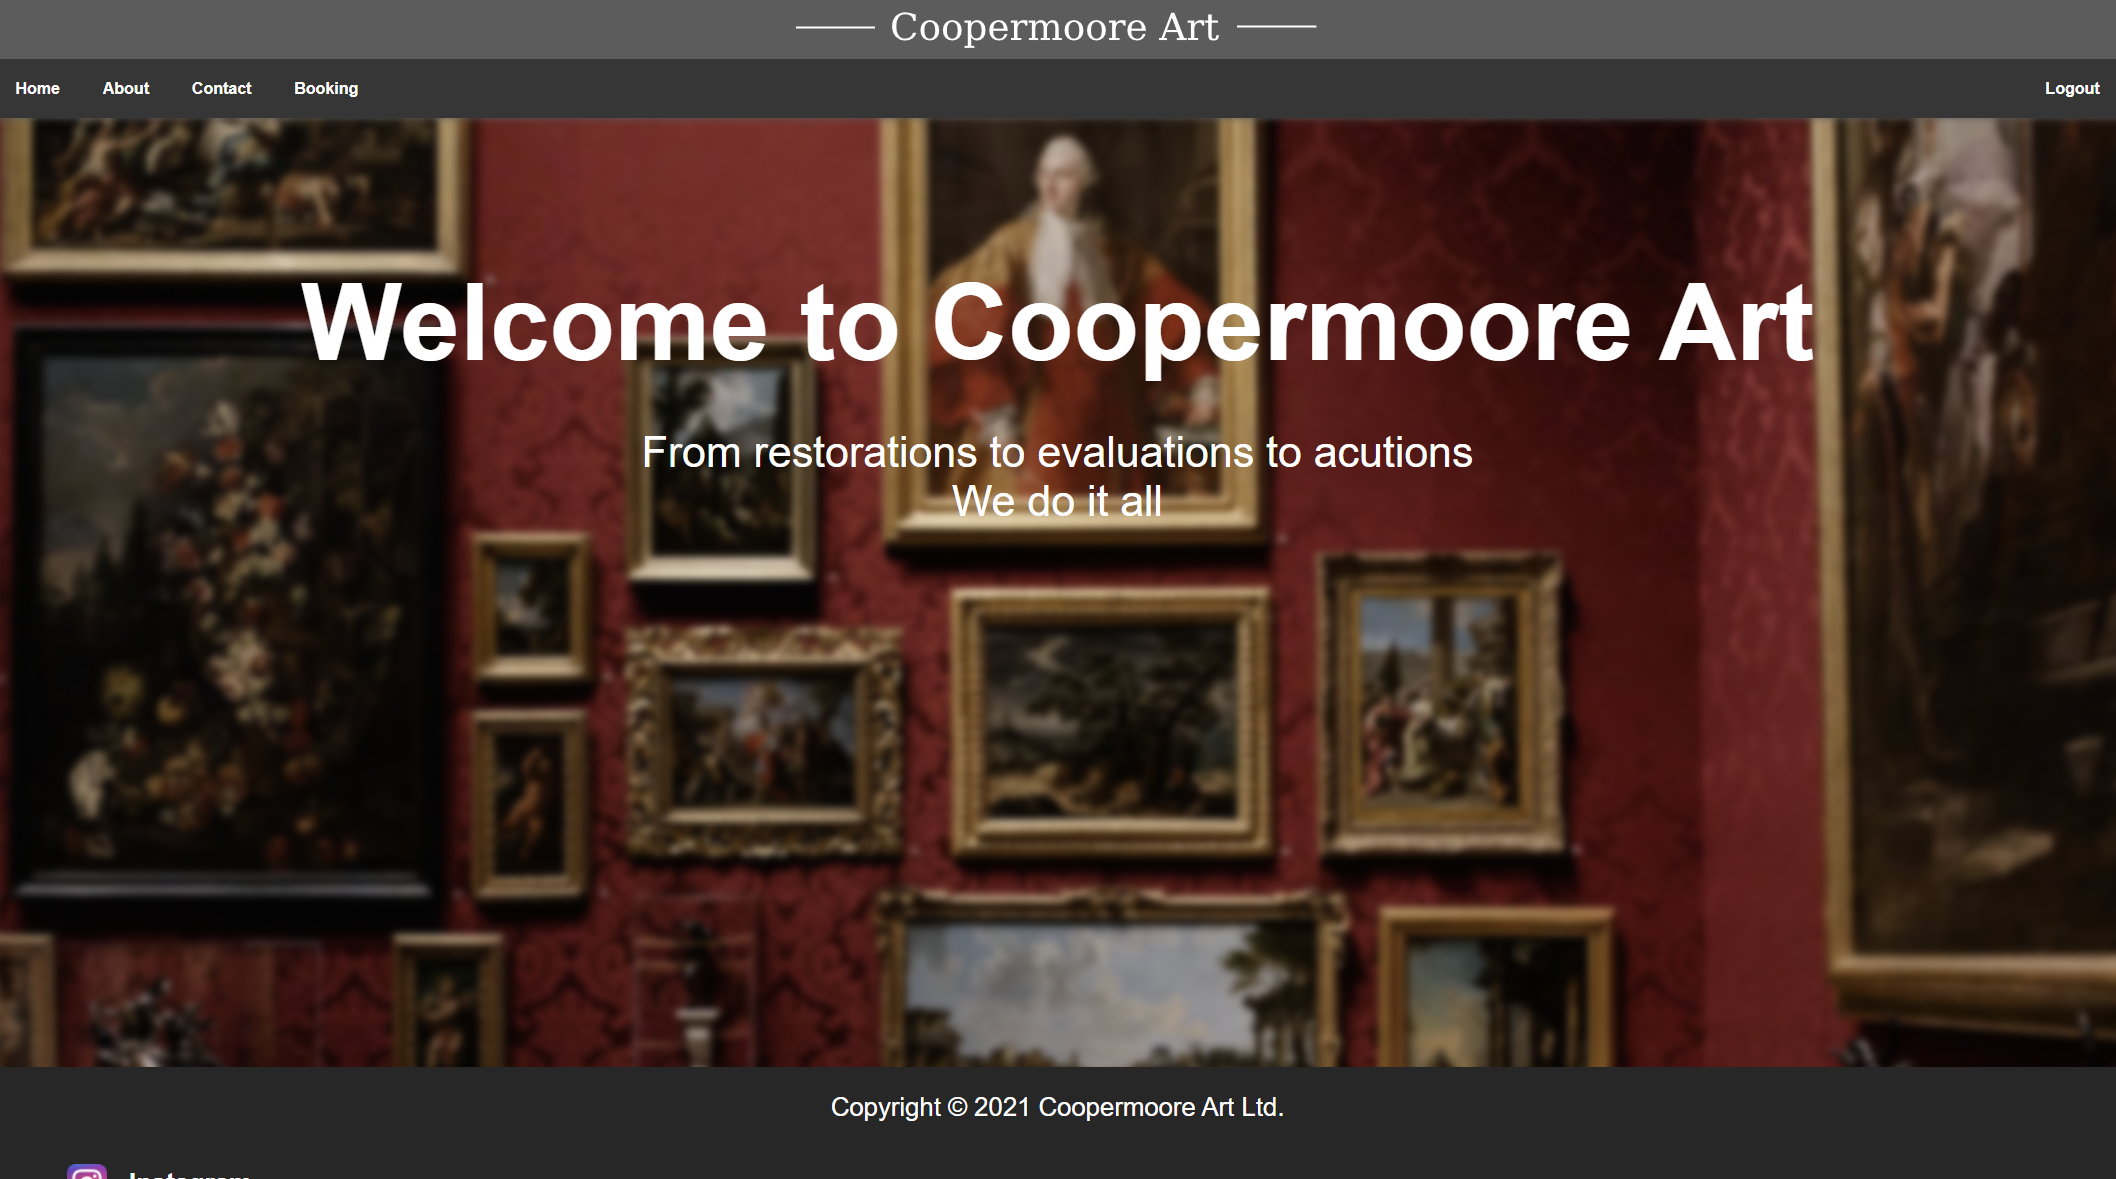 Coopermoore Art
Home About Contact Booking Logout
Welcome to Coopermoore Art
From restorations to evaluations to acutions
We do it all
Copyright © 2021 Coopermoore Art Ltd.
Instagram